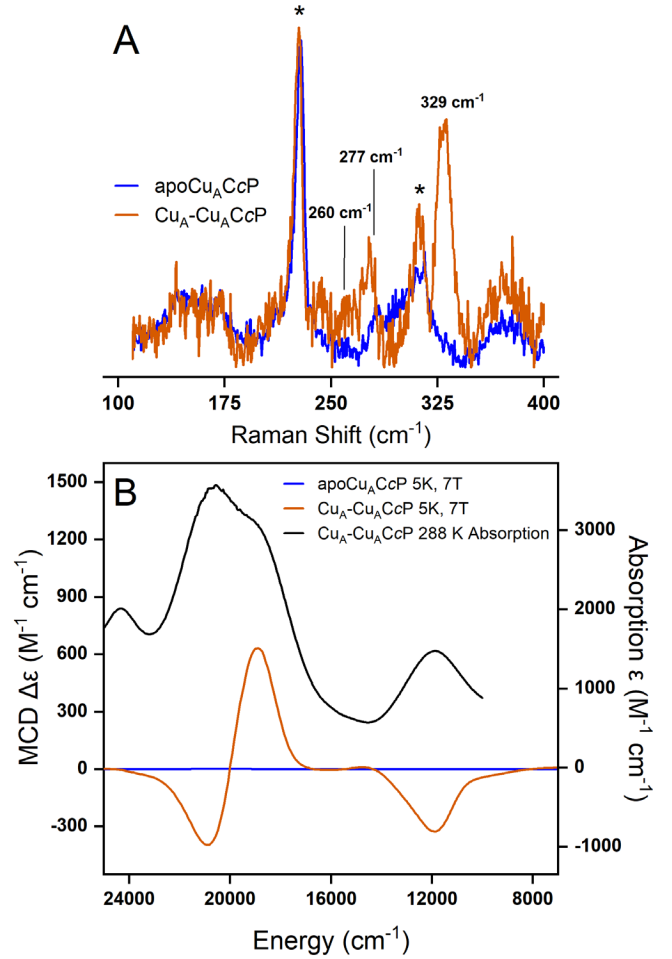 A
*
329 cm-1
277 cm-1
*
260 cm-1
apoCuACcP
CuA-CuACcP
100 175 250 325 400
Raman Shift (cm-1)
B
apoCuACcP 5K, 7T
CuA-CuACcP 5K, 7T
CuA-CuACcP 288 K Absorption
1500
1200
900
600
300
0
-300
MCD Δε (M-1 cm-1)
3000
2000
1000
0
-1000
Absorption ε (M-1 cm-1)
24000 20000 16000 12000 8000
Energy (cm-1)